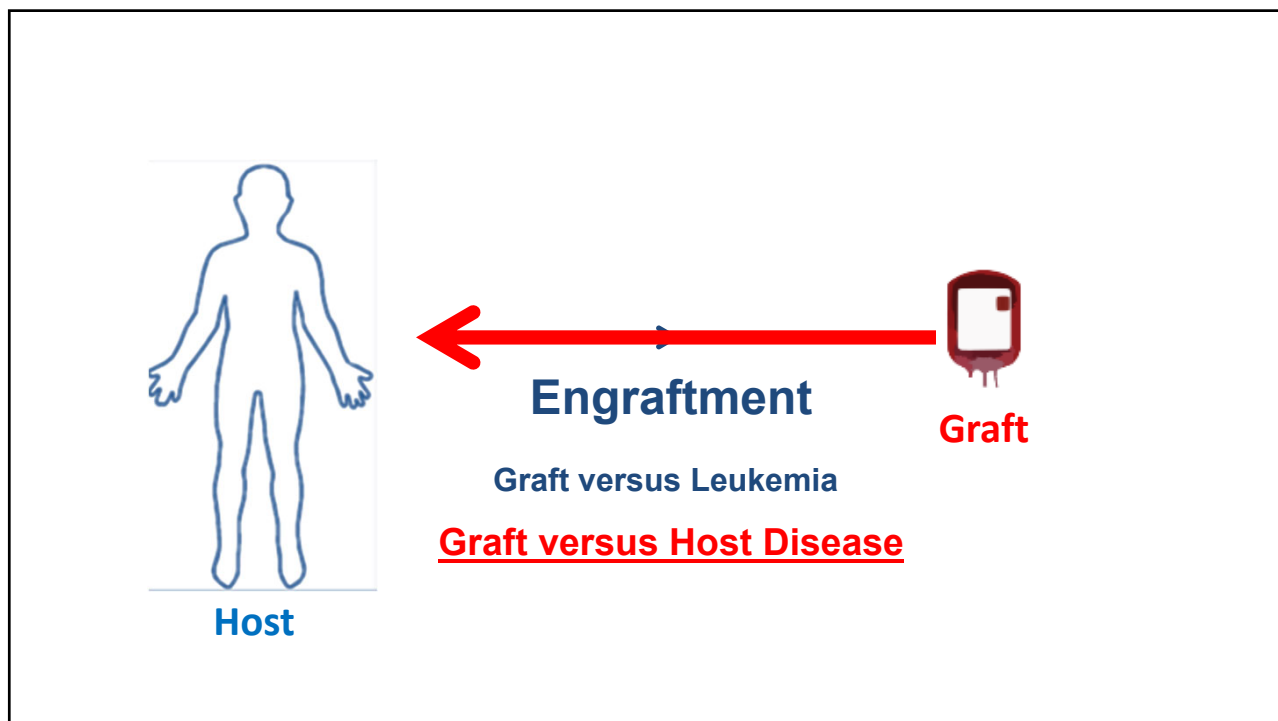 Engraftment
Graft
Graft versus Leukemia
Graft versus Host Disease
Host